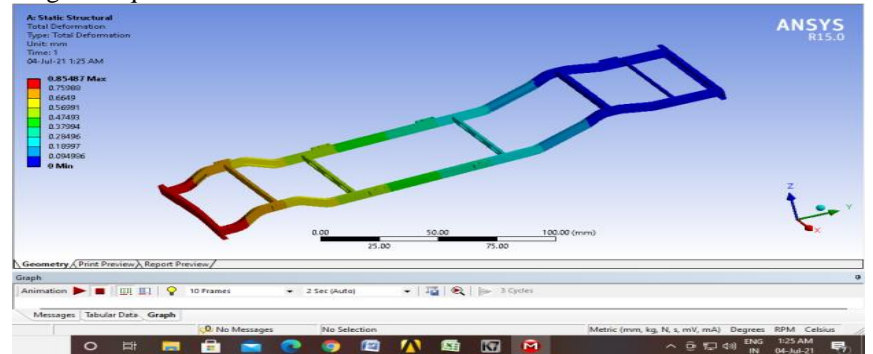 A: Static Structural
Total Deformation
Type: Total Deformation
Unit: mm
Time: 1
04-Jul-21 1:25 AM
0.85487 Max
0.75988
0.6649
0.56991
0.47493
0.37994
0.28496
0.18997
0.094986
0 Min
ANSYS
R15.0
0.00
50.00
100.00 (mm)
25.00
75.00
Z
Y
X
Geometry Print Preview Report Preview
Graph
Animation 10 Frames 2 Sec (Auto) 3 Cycles
Messages Tabular Data Graph
No Messages No Selection Metric (mm, kg, N, s, mV, mA) Degrees RPM Celsius
ENG 1:25 AM
IN 04-Jul-21